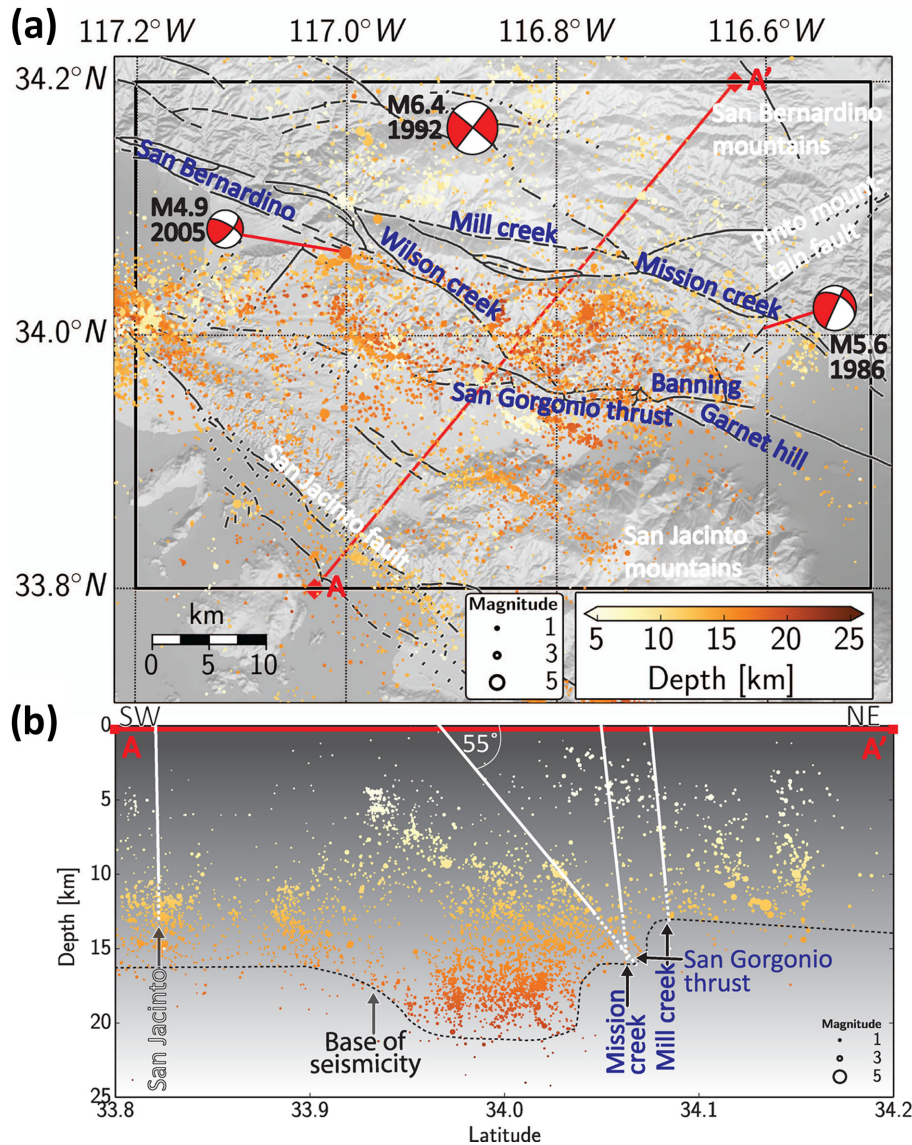 (a)
117.2°W 117.0°W 116.8°W 116.6°W
34.2°N
34.0°N
33.8°N
A'
San Bernardino
mountains
M6.4
1992
San Bernardino
M4.9
2005
Mill creek
Pinto mount
tain fault
Wilson creek
Mission creek
M5.6
1986
Banning
San Gorgonio thrust
Garnet hill
San Jacinto fault
San Jacinto
mountains
A
km
0 5 10
Magnitude
1
3
5
5 10 15 20 25
Depth [km]
(b)
SW NE
A A'
55°
0
5
10
15
20
25
Depth [km]
San Jacinto
Base of
seismicity
Mission
creek
Mill creek
San Gorgonio
thrust
Magnitude
1
3
5
33.8 33.9 34.0 34.1 34.2
Latitude